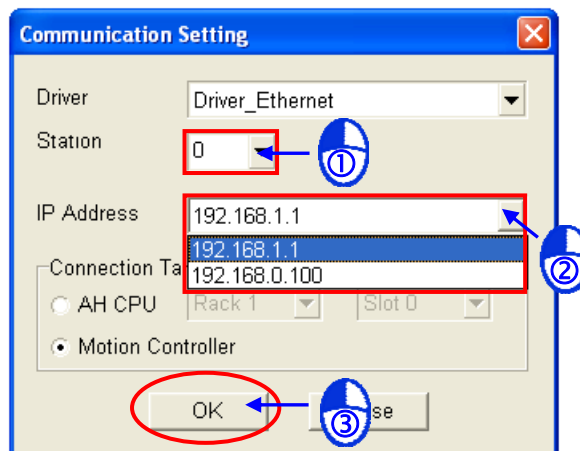 Communication Setting
Driver Driver_Ethernet
Station 0
①
IP Address 192.168.1.1
192.168.1.1
②
Connection Ta 192.168.0.100
AH CPU Rack 1 Slot 0
Motion Controller
OK ③ se